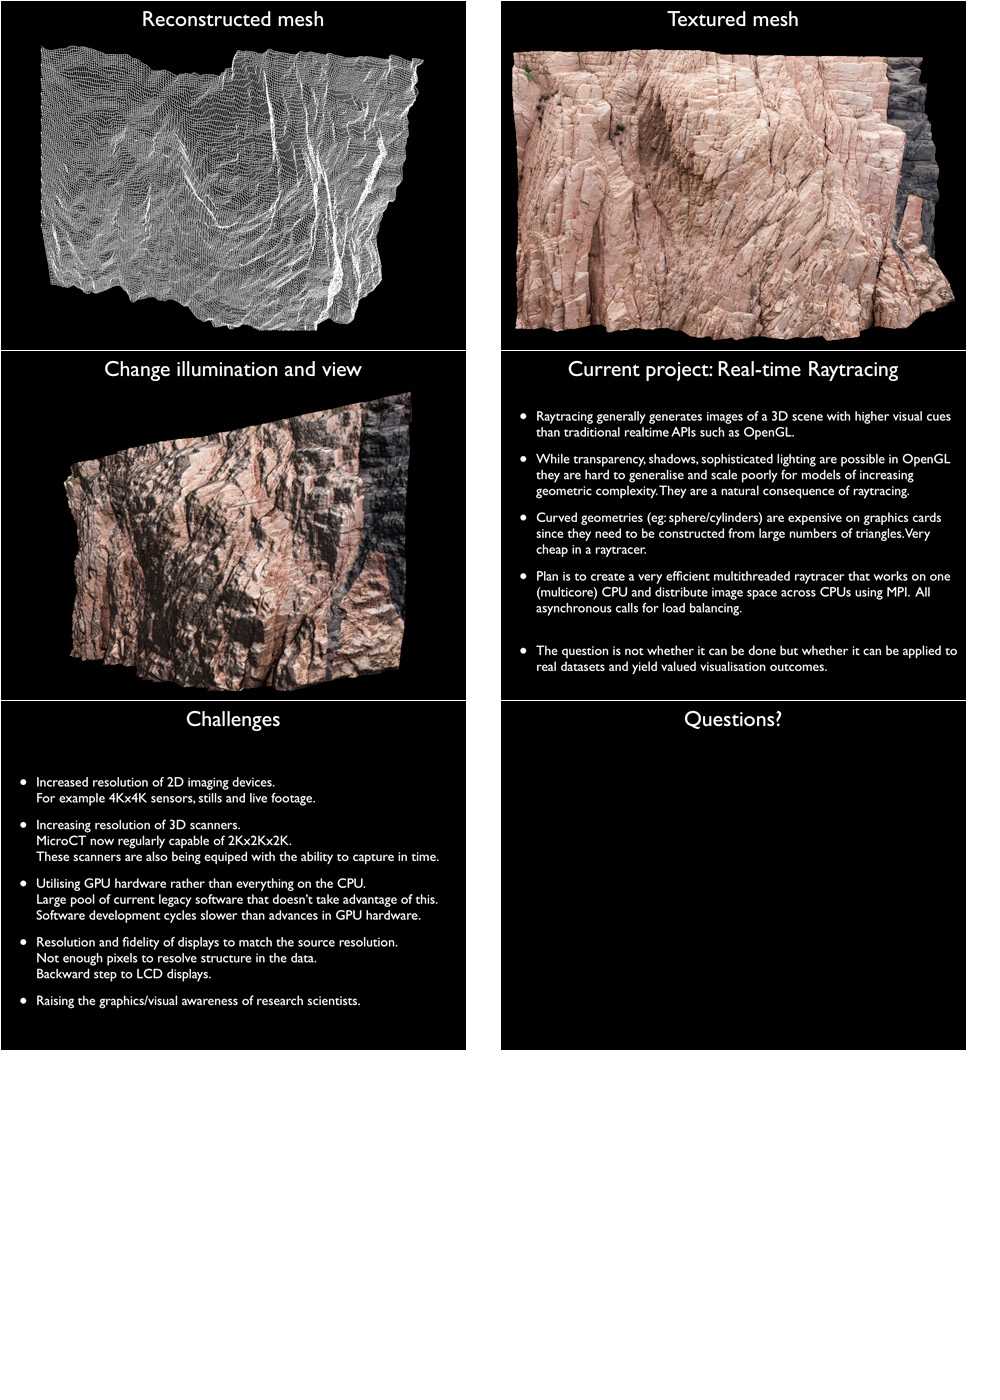 Reconstructed mesh
Textured mesh
Change illumination and view
Current project: Real-time Raytracing
• Raytracing generally generates images of a 3D scene with higher visual cues
than traditional realtime APIs such as OpenGL.
• While transparency, shadows, sophisticated lighting are possible in OpenGL
they are hard to generalise and scale poorly for models of increasing
geometric complexity. They are a natural consequence of raytracing.
• Curved geometries (eg: sphere/cylinders) are expensive on graphics cards
since they need to be constructed from large numbers of triangles. Very
cheap in a raytracer.
• Plan is to create a very efficient multithreaded raytracer that works on one
(multicore) CPU and distribute image space across CPUs using MPI. All
asynchronous calls for load balancing.
• The question is not whether it can be done but whether it can be applied to
real datasets and yield valued visualisation outcomes.
Challenges
• Increased resolution of 2D imaging devices.
For example 4Kx4K sensors, stills and live footage.
• Increasing resolution of 3D scanners.
MicroCT now regularly capable of 2Kx2Kx2K.
These scanners are also being equiped with the ability to capture in time.
• Utilising GPU hardware rather than everything on the CPU.
Large pool of current legacy software that doesn't take advantage of this.
Software development cycles slower than advances in GPU hardware.
• Resolution and fidelity of displays to match the source resolution.
Not enough pixels to resolve structure in the data.
Backward step to LCD displays.
• Raising the graphics/visual awareness of research scientists.
Questions?